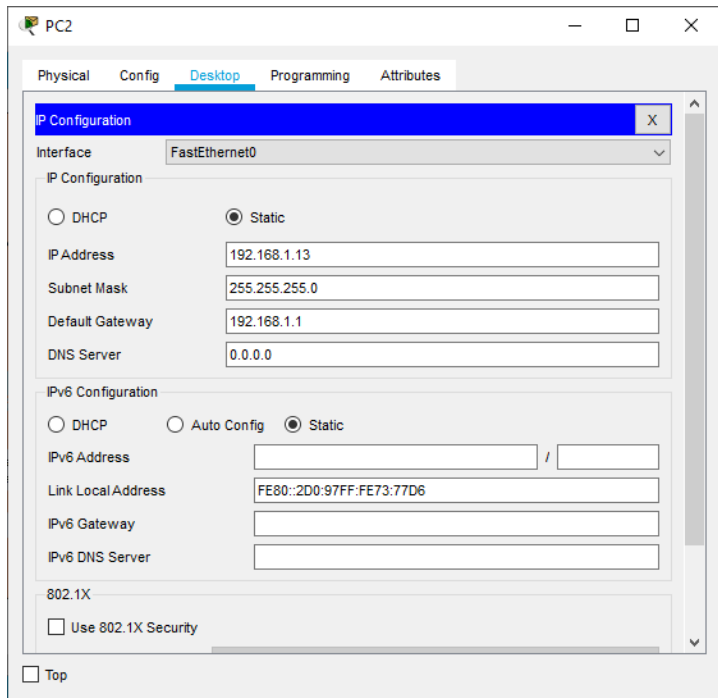 PC2
Physical Config Desktop Programming Attributes
IP Configuration X
Interface FastEthernet0
IP Configuration
DHCP Static
IP Address 192.168.1.13
Subnet Mask 255.255.255.0
Default Gateway 192.168.1.1
DNS Server 0.0.0.0
IPv6 Configuration
DHCP Auto Config Static
IPv6 Address /
Link Local Address FE80::2D0:97FF:FE73:77D6
IPv6 Gateway
IPv6 DNS Server
802.1X
Use 802.1X Security
Top